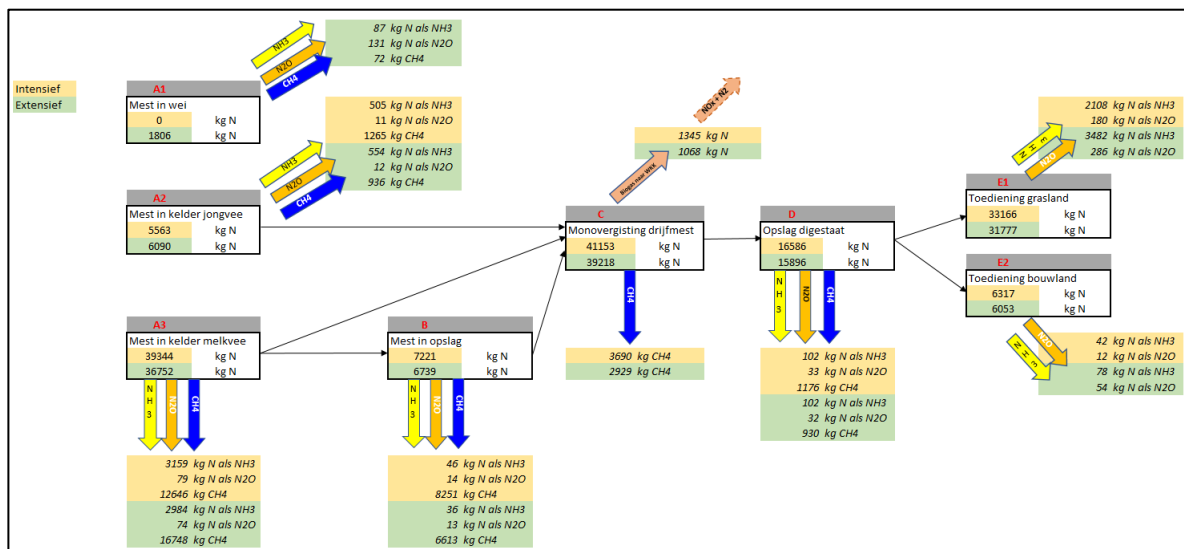 Intensief
Extensief
A1
Mest in wei
0 kg N
1806 kg N
NH3
N2O
CH4
87 kg N als NH3
131 kg N als N2O
72 kg CH4
A2
Mest in kelder jongvee
5563 kg N
6090 kg N
NH3
N2O
CH4
505 kg N als NH3
11 kg N als N2O
1265 kg CH4
554 kg N als NH3
12 kg N als N2O
936 kg CH4
A3
Mest in kelder melkvee
39344 kg N
36752 kg N
NH3
N2O
CH4
3159 kg N als NH3
79 kg N als N2O
12646 kg CH4
2984 kg N als NH3
74 kg N als N2O
16748 kg CH4
B
Mest in opslag
7221 kg N
6739 kg N
NH3
N2O
CH4
46 kg N als NH3
14 kg N als N2O
8251 kg CH4
36 kg N als NH3
13 kg N als N2O
6613 kg CH4
C
Monovergisting drijfmest
41153 kg N
39218 kg N
Biogas naar WKK
NOx + N2
1345 kg N
1068 kg N
CH4
3690 kg CH4
2929 kg CH4
D
Opslag digestaat
16586 kg N
15896 kg N
NH3
N2O
CH4
102 kg N als NH3
33 kg N als N2O
1176 kg CH4
102 kg N als NH3
32 kg N als N2O
930 kg CH4
E1
Toediening grasland
33166 kg N
31777 kg N
NH3
N2O
2108 kg N als NH3
180 kg N als N2O
3482 kg N als NH3
286 kg N als N2O
E2
Toediening bouwland
6317 kg N
6053 kg N
NH3
N2O
42 kg N als NH3
12 kg N als N2O
78 kg N als NH3
54 kg N als N2O